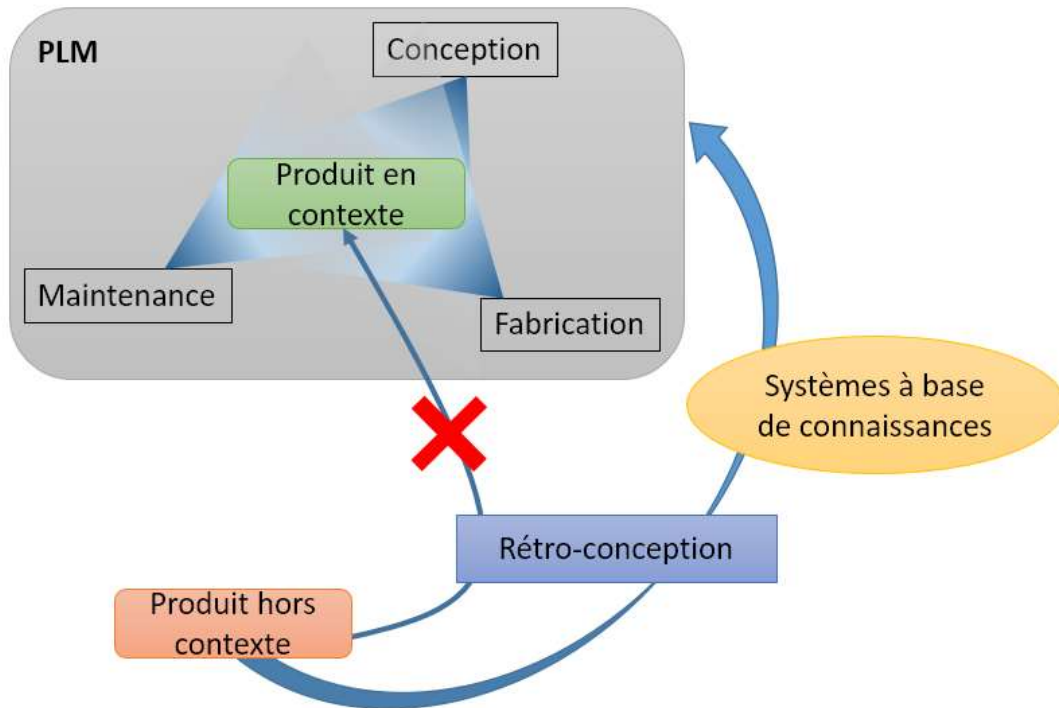 PLM
Conception
Produit en
contexte
Maintenance
Fabrication
Systèmes à base
de connaissances
Rétro-conception
Produit hors
contexte